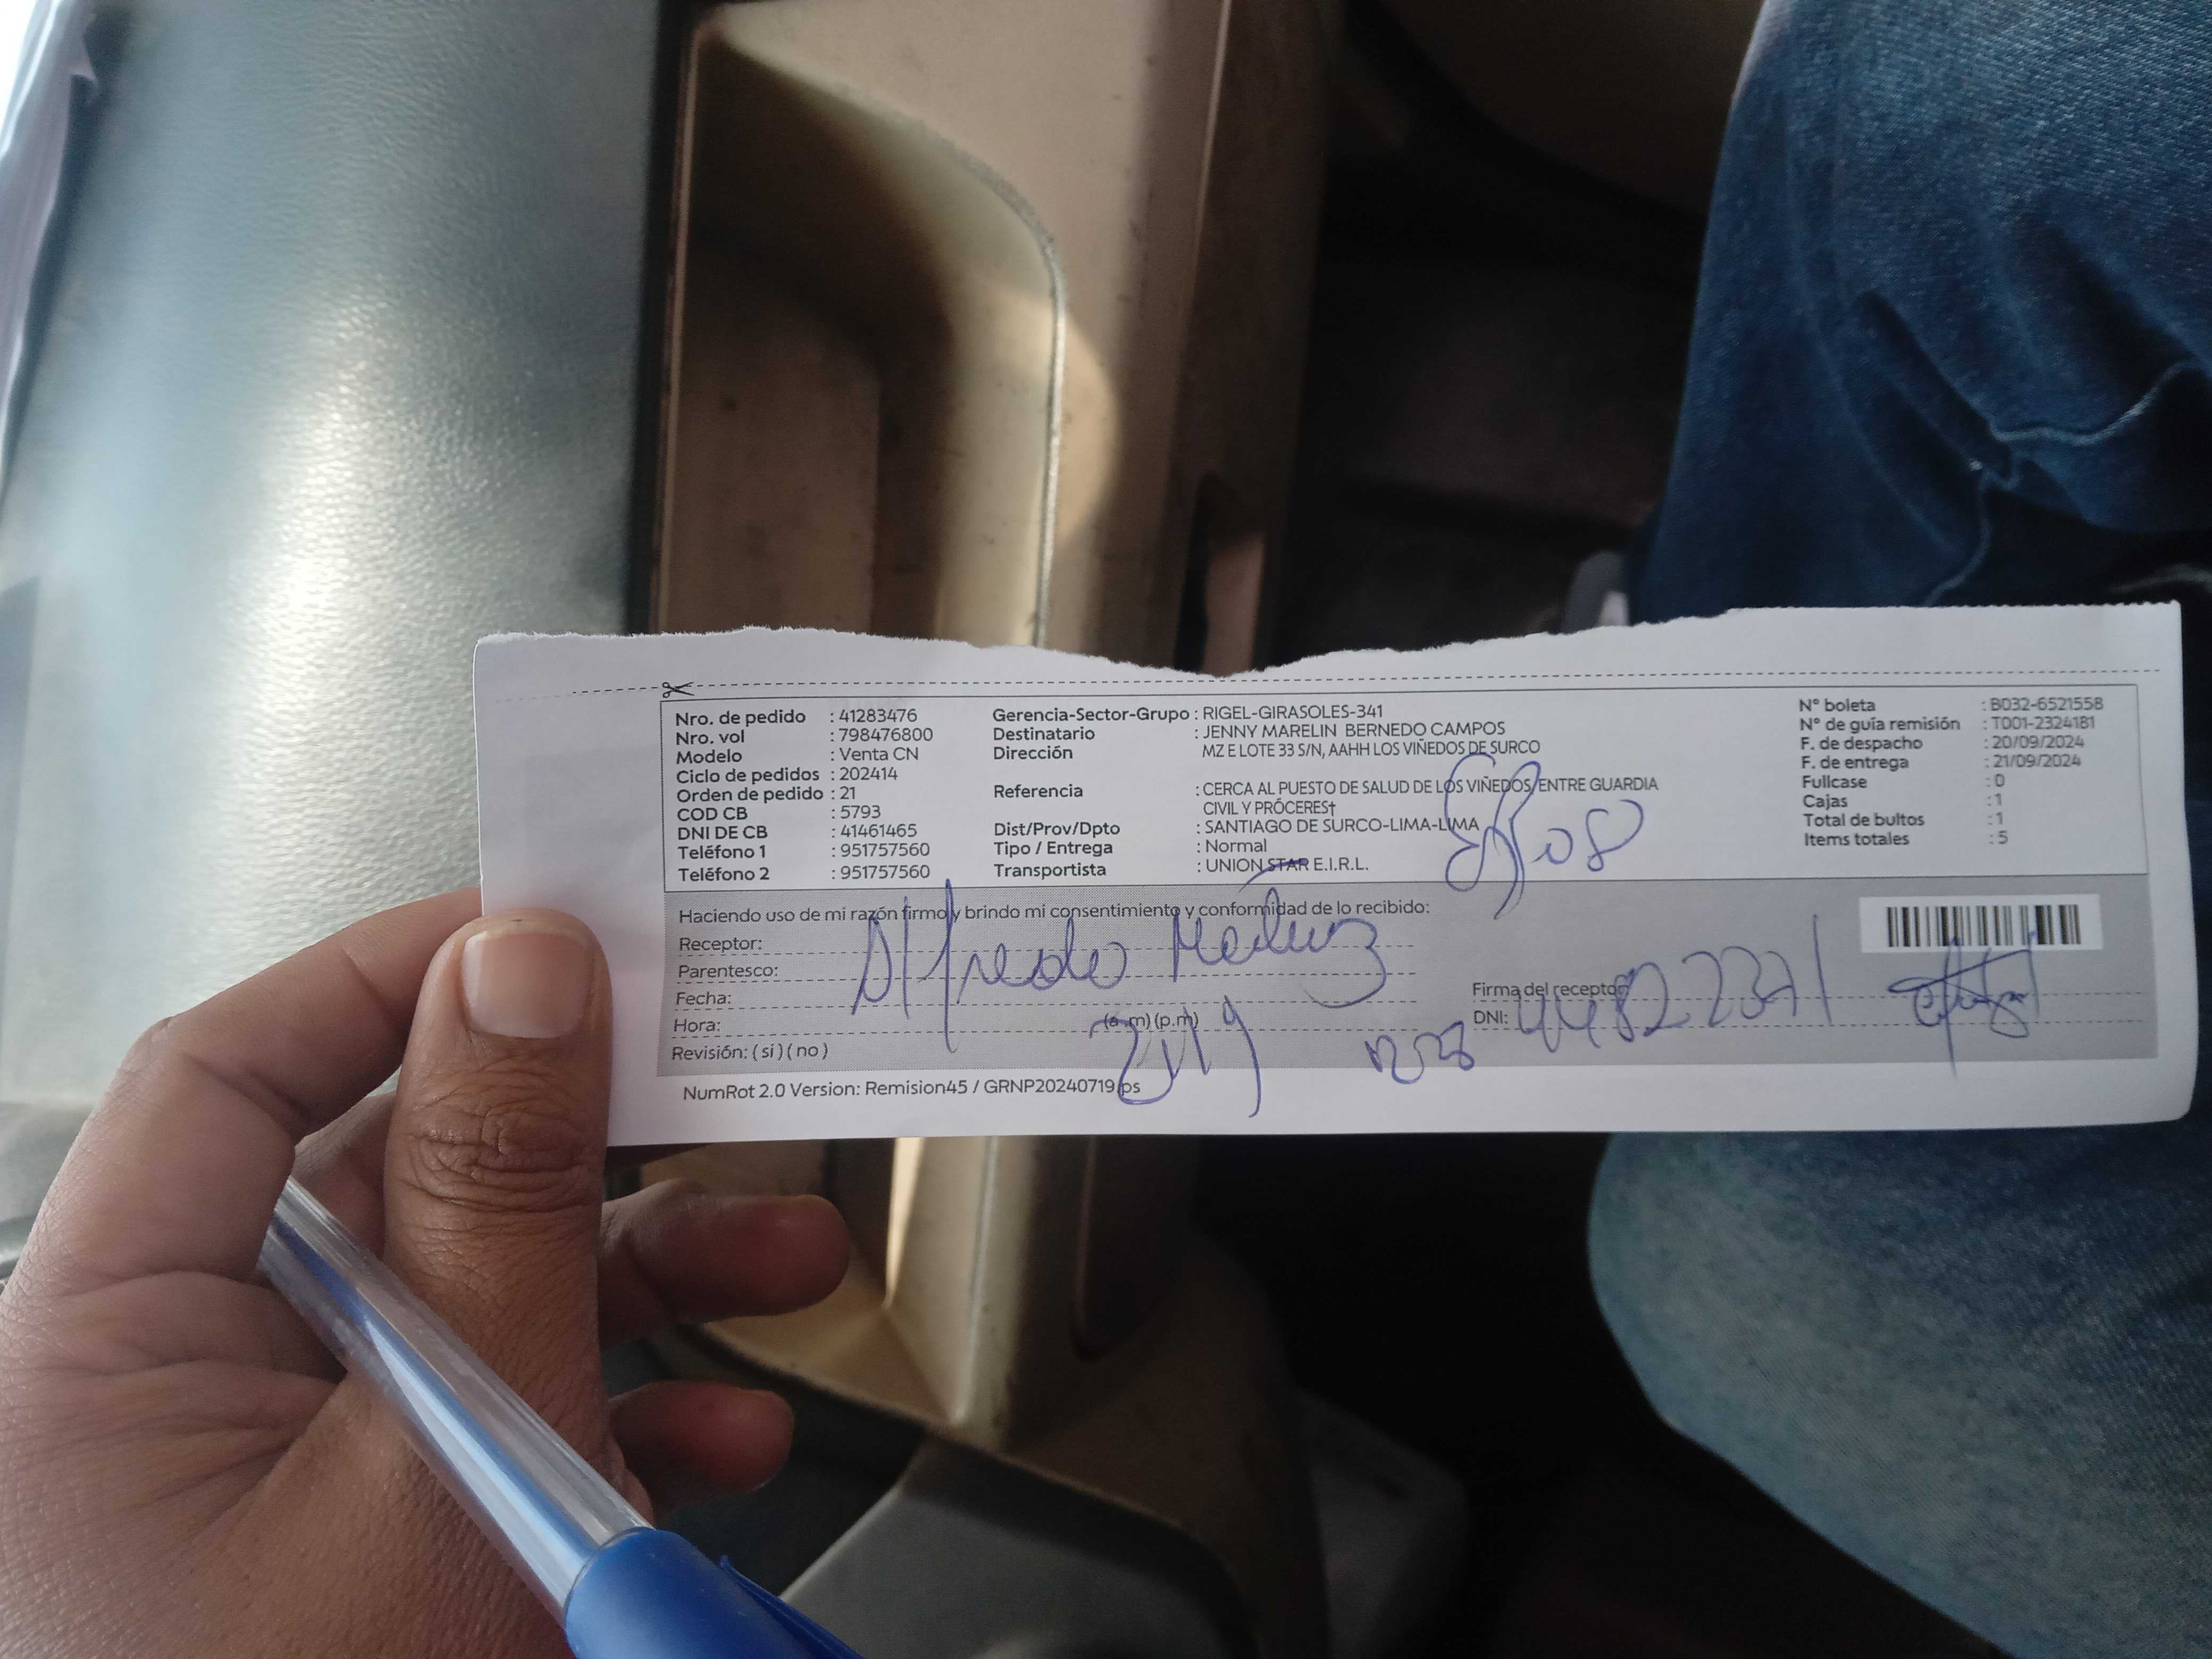 Nro. de pedido : 41283476
Nro. vol : 798476800
Modelo : Venta CN
Ciclo de pedidos : 202414
Orden de pedido : 21
COD CB : 5793
DNI DE CB : 41461465
Teléfono 1 : 951757560
Teléfono 2 : 951757560
Gerencia-Sector-Grupo : RIGEL-GIRASOLES-341
Destinatario : JENNY MARELIN BERNEDO CAMPOS
Dirección MZ E LOTE 33 S/N, AAHH LOS VIÑEDOS DE SURCO
Referencia : CERCA AL PUESTO DE SALUD DE LOS VIÑEDOS ENTRE GUARDIA
CIVIL Y PRÓCERES†
Dist/Prov/Dpto : SANTIAGO DE SURCO-LIMA-LIMA
Tipo / Entrega : Normal
Transportista : UNION STAR E.I.R.L.
N° boleta : B032-6521558
N° de guía remisión : T001-2324181
F. de despacho : 20/09/2024
F. de entrega : 21/09/2024
Fullcase : 0
Cajas : 1
Total de bultos : 1
Items totales : 5
Haciendo uso de mi razón firmo y brindo mi consentimiento y conformidad de lo recibido:
Receptor: Alfredo
Parentesco:
Fecha:
Hora: (a.m) (p.m)
Revisión: ( si ) ( no )
Firma del receptor:
DNI:
NumRot 2.0 Version: Remision45 / GRNP20240719.ps